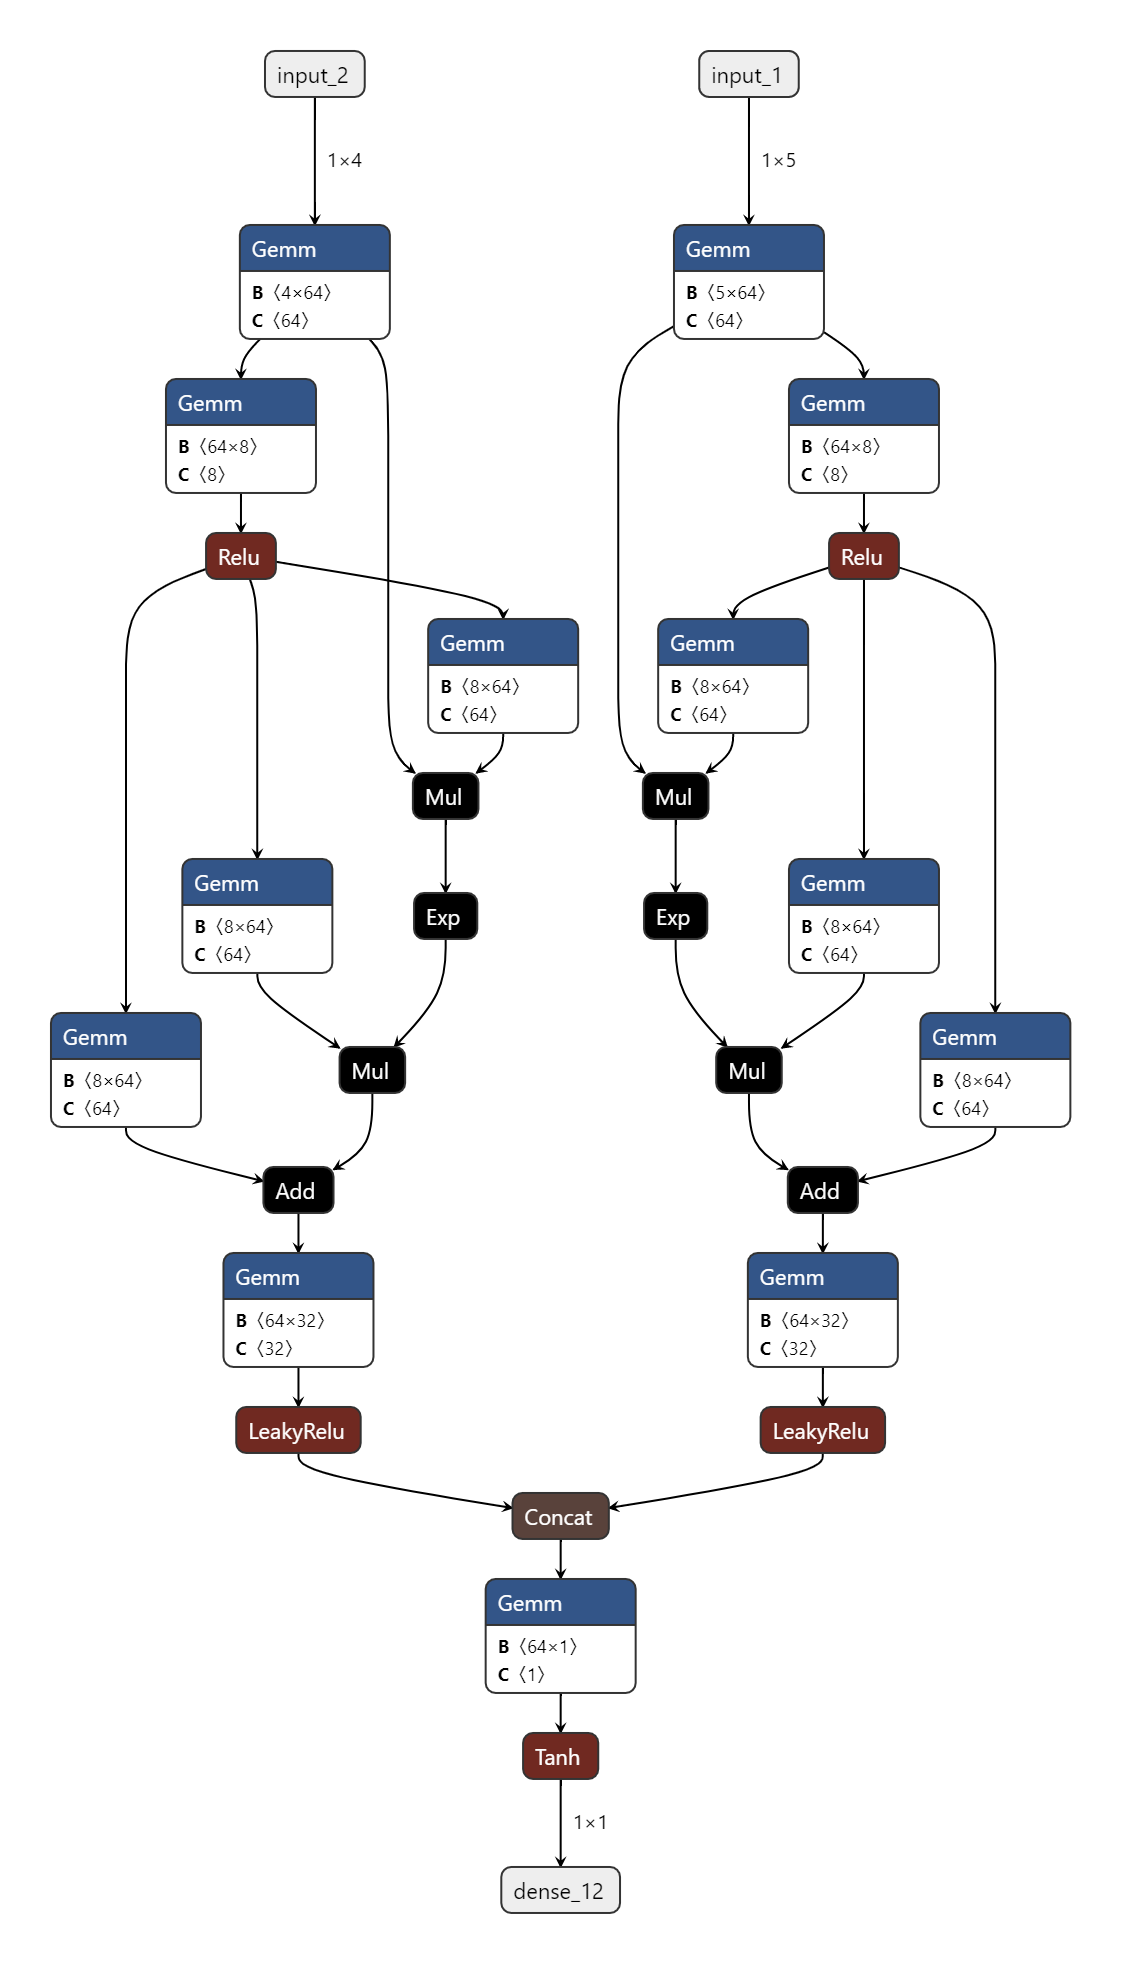 input_2
input_1
1×4
1×5
Gemm
B 〈4×64〉
C 〈64〉
Gemm
B 〈5×64〉
C 〈64〉
Gemm
B 〈64×8〉
C 〈8〉
Gemm
B 〈64×8〉
C 〈8〉
Relu
Relu
Gemm
B 〈8×64〉
C 〈64〉
Gemm
B 〈8×64〉
C 〈64〉
Mul
Mul
Gemm
B 〈8×64〉
C 〈64〉
Exp
Exp
Gemm
B 〈8×64〉
C 〈64〉
Gemm
B 〈8×64〉
C 〈64〉
Mul
Mul
Gemm
B 〈8×64〉
C 〈64〉
Add
Add
Gemm
B 〈64×32〉
C 〈32〉
Gemm
B 〈64×32〉
C 〈32〉
LeakyRelu
LeakyRelu
Concat
Gemm
B 〈64×1〉
C 〈1〉
Tanh
1×1
dense_12